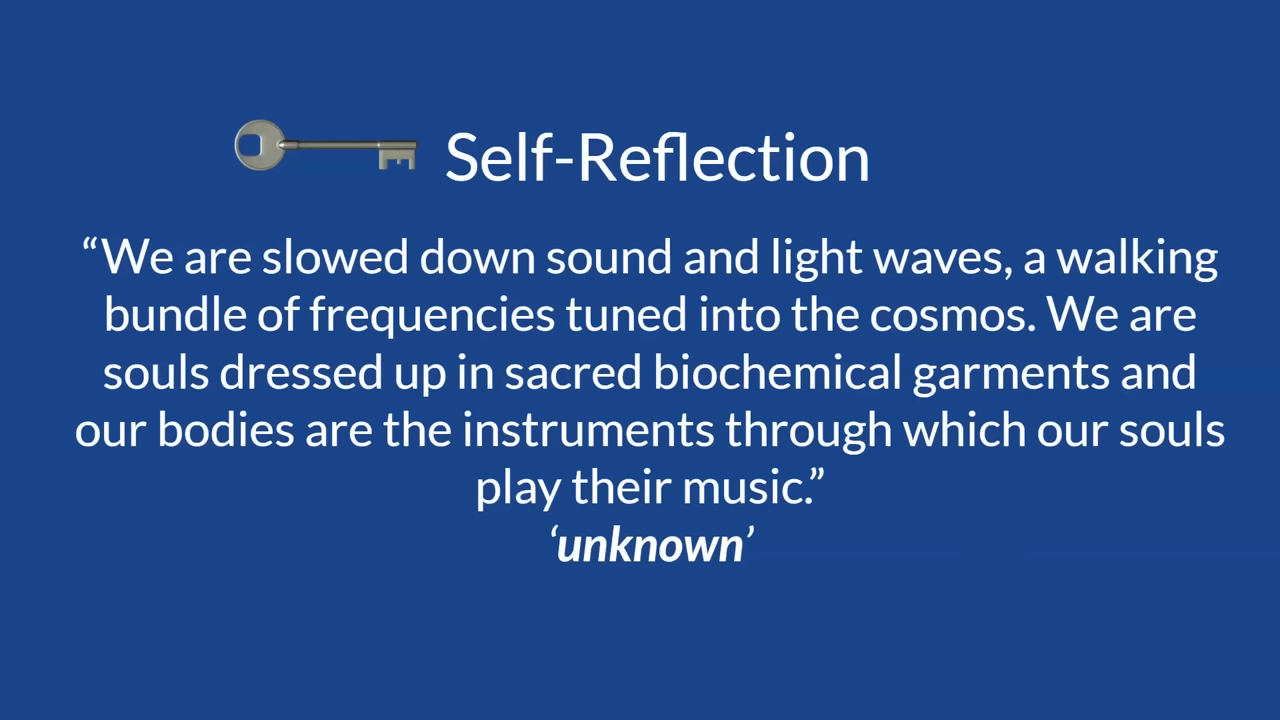 Self-Reflection
“We are slowed down sound and light waves, a walking
bundle of frequencies tuned into the cosmos. We are
souls dressed up in sacred biochemical garments and
our bodies are the instruments through which our souls
play their music.”
‘unknown’